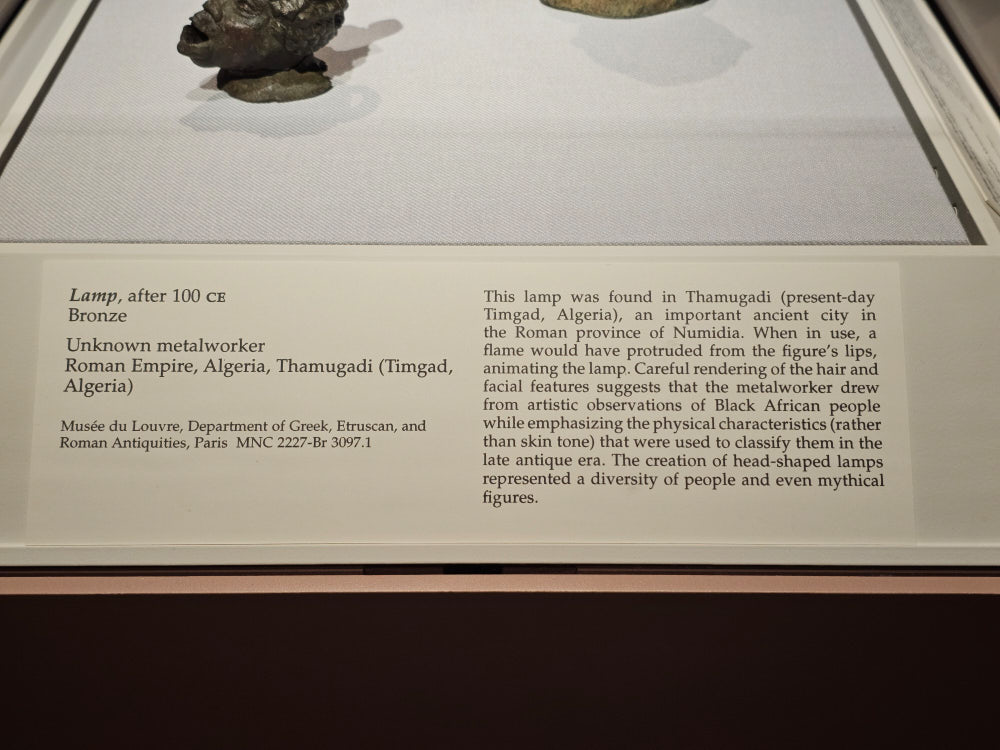 Lamp, after 100 CE
Bronze
Unknown metalworker
Roman Empire, Algeria, Thamugadi (Timgad,
Algeria)
Musée du Louvre, Department of Greek, Etruscan, and
Roman Antiquities, Paris MNC 2227-Br 3097.1
This lamp was found in Thamugadi (present-day
Timgad, Algeria), an important ancient city in
the Roman province of Numidia. When in use, a
flame would have protruded from the figure's lips,
animating the lamp. Careful rendering of the hair and
facial features suggests that the metalworker drew
from artistic observations of Black African people
while emphasizing the physical characteristics (rather
than skin tone) that were used to classify them in the
late antique era. The creation of head-shaped lamps
represented a diversity of people and even mythical
figures.